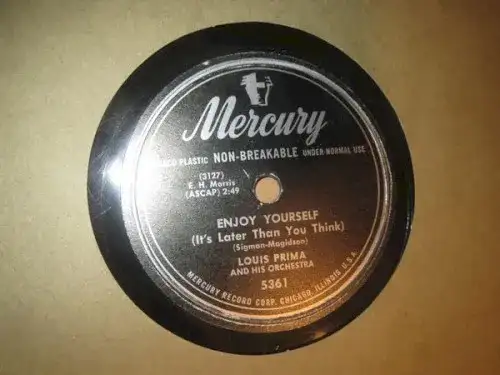 Mercury
MERCO PLASTIC NON-BREAKABLE UNDER NORMAL USE
(3127)
E. H. Morris
(ASCAP) 2:49
ENJOY YOURSELF
(It's Later Than You Think)
(Sigman-Magidson)
LOUIS PRIMA
AND HIS ORCHESTRA
5361
MERCURY RECORD CORP. CHICAGO, ILLINOIS, U.S.A.